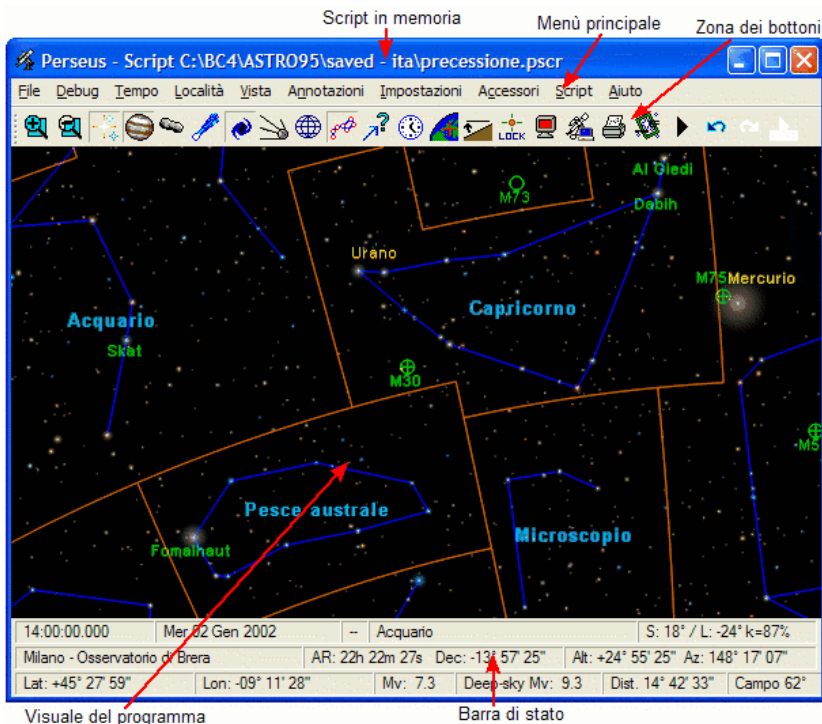 Script in memoria
Menù principale
Zona dei bottoni
Perseus - Script C:\BC4\ASTRO95\saved - ita\precessione.pscr
File Debug Tempo Località Vista Annotazioni Impostazioni Accessori Script Aiuto
LOCK
Al Giedi
M73
Dabih
Urano
M75 Mercurio
Capricorno
Acquario
Skat
M30
M5
Pesce australe
Microscopio
Fomalhaut
14:00:00.000 Mer 02 Gen 2002 -- Acquario S: 18° / L: -24° k=87%
Milano - Osservatorio di Brera AR: 22h 22m 27s Dec: -13° 57' 25" Alt: +24° 55' 25" Az: 148° 17' 07"
Lat: +45° 27' 59" Lon: -09° 11' 28" Mv: 7.3 Deep-sky Mv: 9.3 Dist. 14° 42' 33" Campo 62°
Visuale del programma
Barra di stato